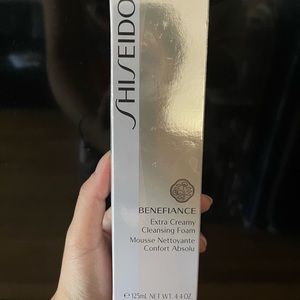 SHISEIDO
BENEFIANCE
Extra Creamy
Cleansing Foam
Mousse Nettoyante
Confort Absolu
℮ 125mL NET WT. 4.4 OZ.